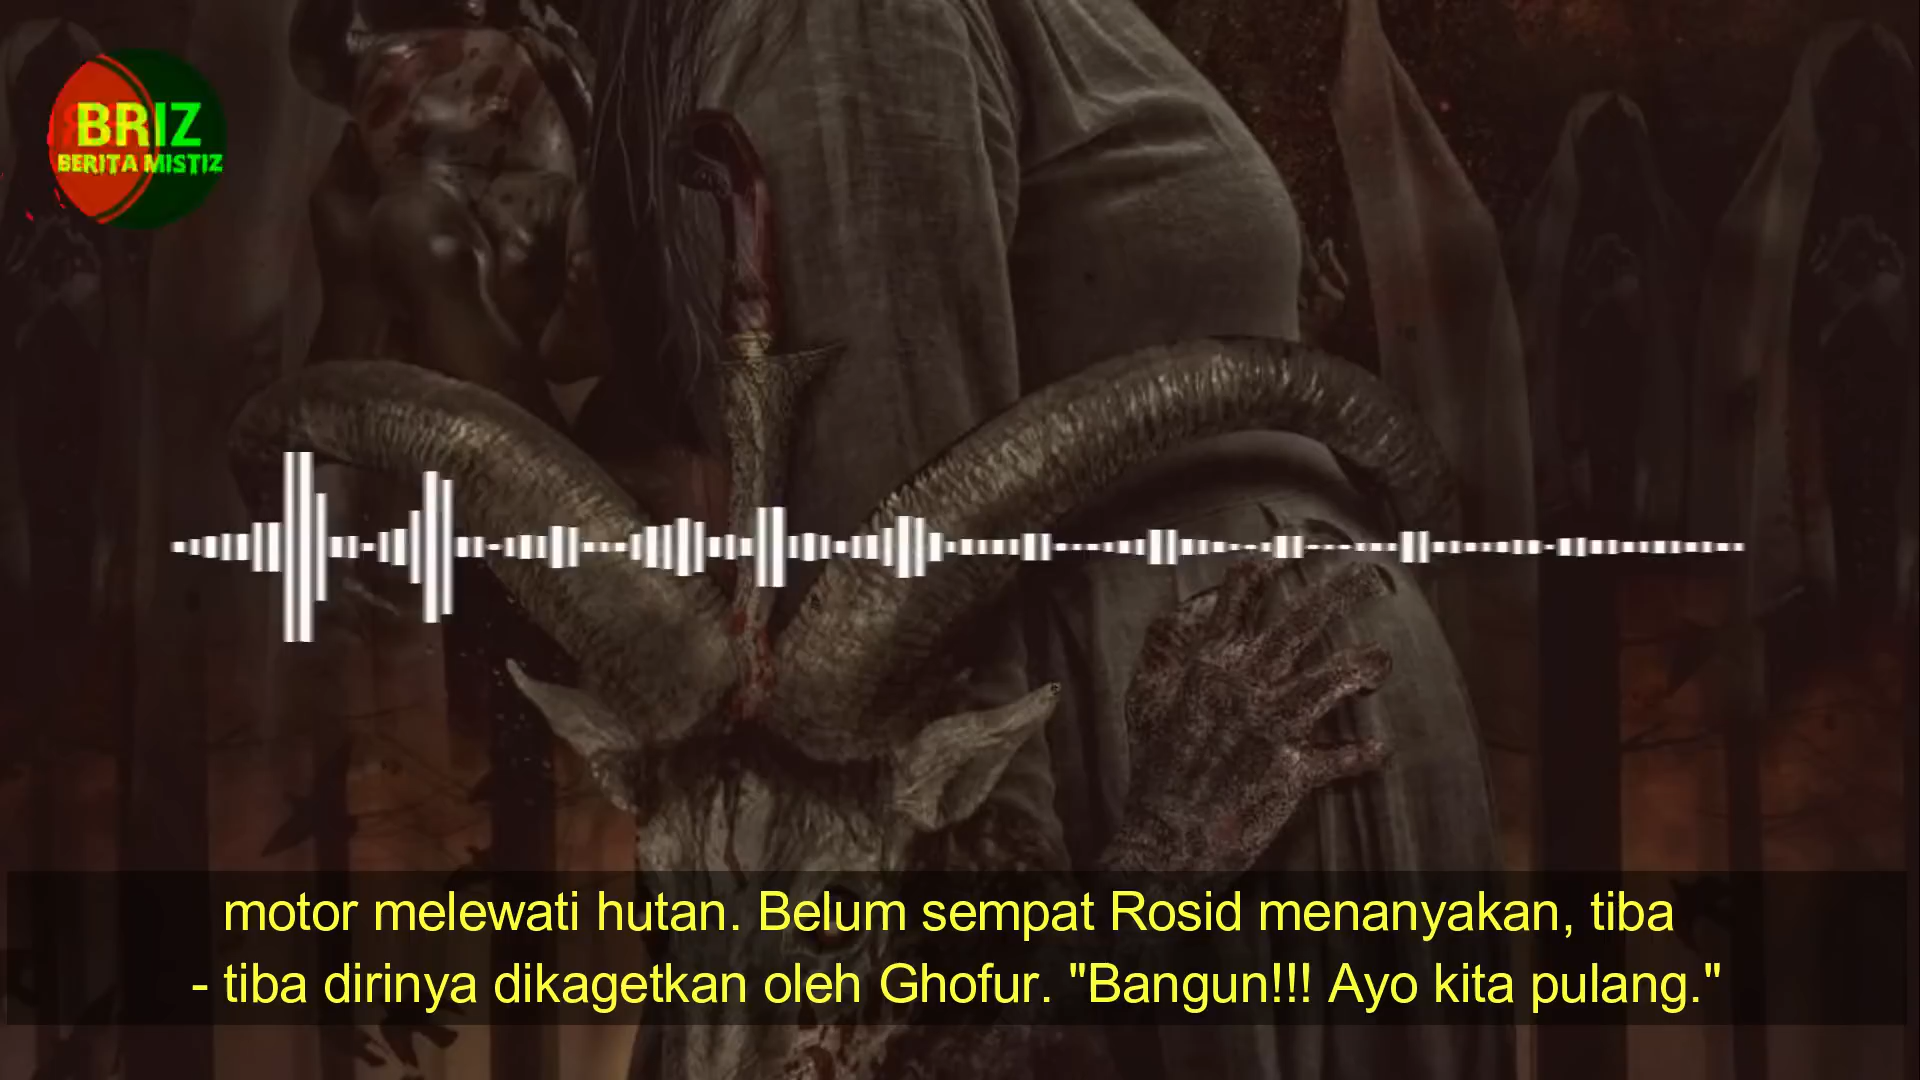 BRIZ
BERITA MISTIZ
motor melewati hutan. Belum sempat Rosid menanyakan, tiba
- tiba dirinya dikagetkan oleh Ghofur. "Bangun!!! Ayo kita pulang."